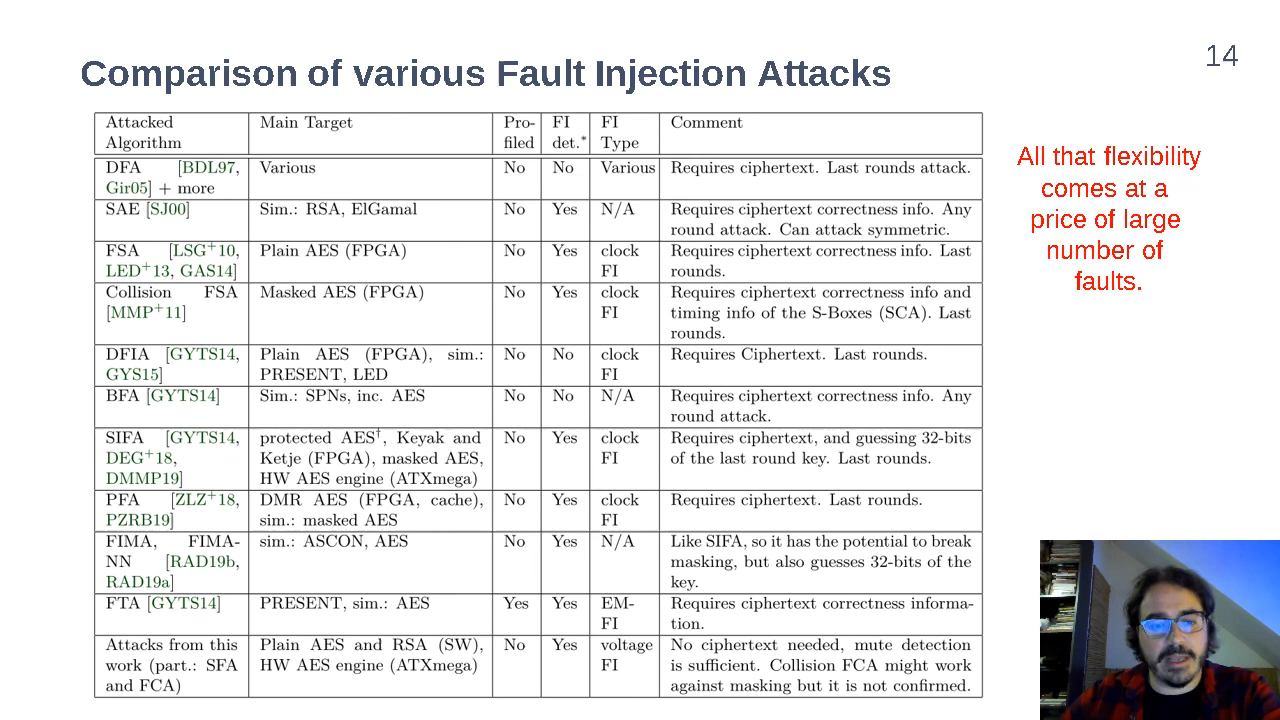 14
Comparison of various Fault Injection Attacks
Attacked Algorithm | Main Target | Pro-filed | FI det.* | FI Type | Comment
DFA [BDL97, Gir05] + more | Various | No | No | Various | Requires ciphertext. Last rounds attack.
SAE [SJ00] | Sim.: RSA, ElGamal | No | Yes | N/A | Requires ciphertext correctness info. Any round attack. Can attack symmetric.
FSA [LSG+10, LED+13, GAS14] | Plain AES (FPGA) | No | Yes | clock FI | Requires ciphertext correctness info. Last rounds.
Collision FSA [MMP+11] | Masked AES (FPGA) | No | Yes | clock FI | Requires ciphertext correctness info and timing info of the S-Boxes (SCA). Last rounds.
DFIA [GYTS14, GYS15] | Plain AES (FPGA), sim.: PRESENT, LED | No | No | clock FI | Requires Ciphertext. Last rounds.
BFA [GYTS14] | Sim.: SPNs, inc. AES | No | No | N/A | Requires ciphertext correctness info. Any round attack.
SIFA [GYTS14, DEG+18, DMMP19] | protected AES†, Keyak and Ketje (FPGA), masked AES, HW AES engine (ATXmega) | No | Yes | clock FI | Requires ciphertext, and guessing 32-bits of the last round key. Last rounds.
PFA [ZLZ+18, PZRB19] | DMR AES (FPGA, cache), sim.: masked AES | No | Yes | clock FI | Requires ciphertext. Last rounds.
FIMA, FIMA-NN [RAD19b, RAD19a] | sim.: ASCON, AES | No | Yes | N/A | Like SIFA, so it has the potential to break masking, but also guesses 32-bits of the key.
FTA [GYTS14] | PRESENT, sim.: AES | Yes | Yes | EM-FI | Requires ciphertext correctness information.
Attacks from this work (part.: SFA and FCA) | Plain AES and RSA (SW), HW AES engine (ATXmega) | No | Yes | voltage FI | No ciphertext needed, mute detection is sufficient. Collision FCA might work against masking but it is not confirmed.
All that flexibility
comes at a
price of large
number of
faults.